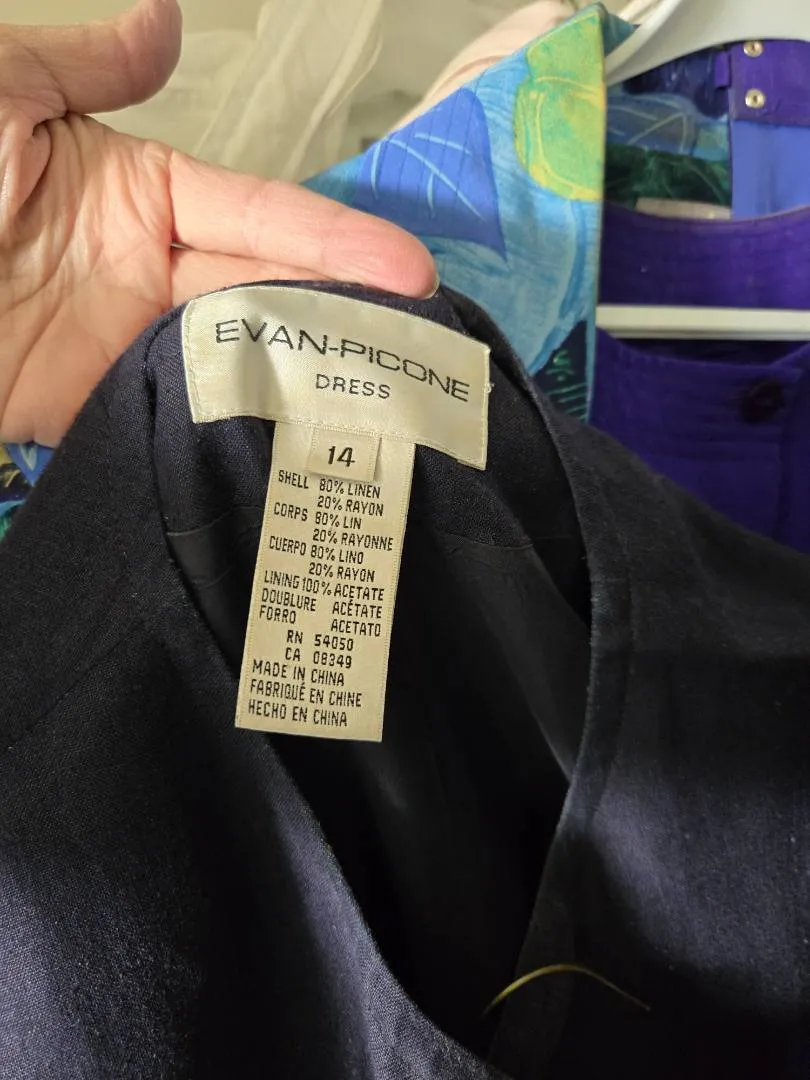 EVAN-PICONE
DRESS
14
SHELL 80% LINEN
20% RAYON
CORPS 80% LIN
20% RAYONNE
CUERPO 80% LINO
20% RAYON
LINING 100% ACETATE
DOUBLURE ACÉTATE
FORRO ACETATO
RN 54050
CA 08349
MADE IN CHINA
FABRIQUÉ EN CHINE
HECHO EN CHINA